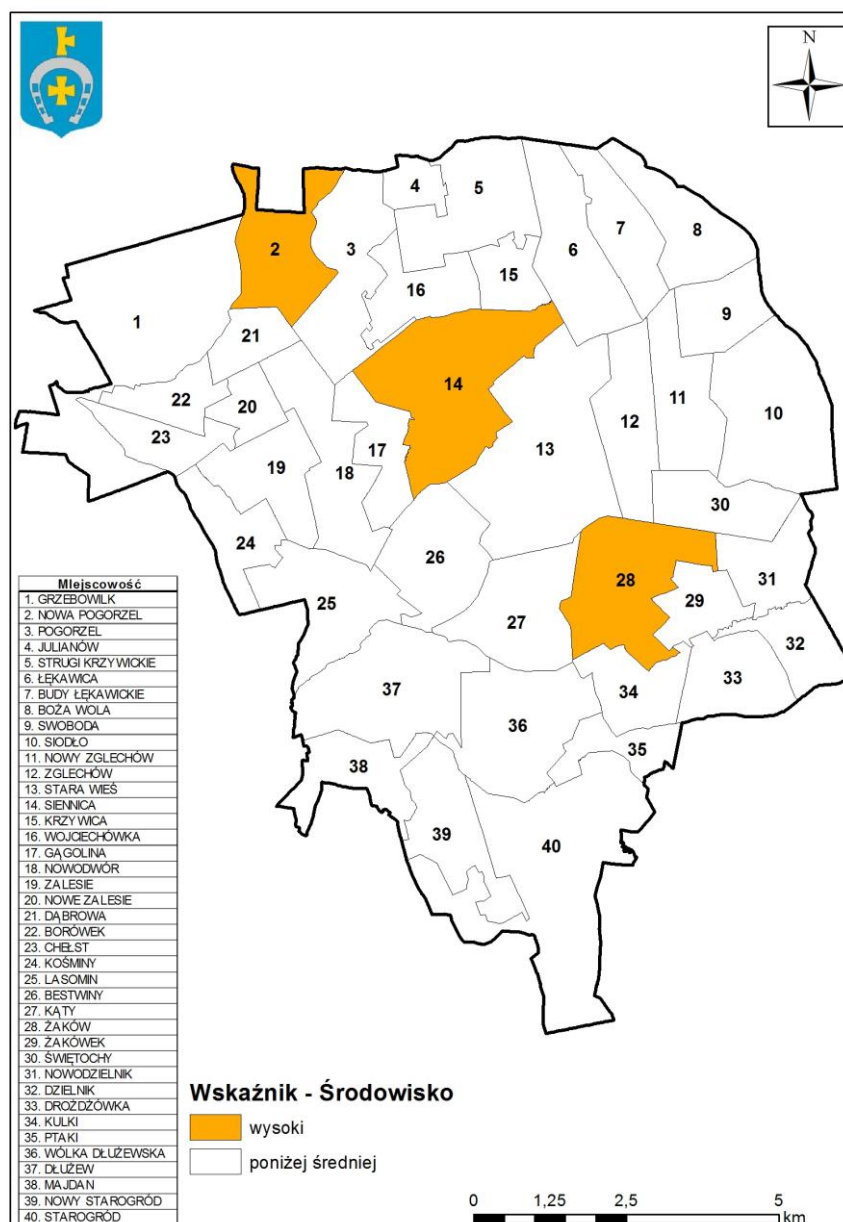 N
4
5
2
3
6
7
8
15
16
1
9
21
14
22
20
11
10
12
13
23
17
19
18
30
24
26
28
31
25
29
27
32
33
34
37
36
35
38
39
40
Miejscowość
1. GRZEBOWILK
2. NOWA POGORZEL
3. POGORZEL
4. JULIANÓW
5. STRUGI KRZYWICKIE
6. ŁĘKAWICA
7. BUDY ŁĘKAWICKIE
8. BOŻA WOLA
9. SWOBODA
10. SIODŁO
11. NOWY ZGLECHÓW
12. ZGLECHÓW
13. STARA WIEŚ
14. SIENNICA
15. KRZYWICA
16. WOJCIECHÓWKA
17. GĄGOLINA
18. NOWODWÓR
19. ZALESIE
20. NOWE ZALESIE
21. DĄBROWA
22. BORÓWEK
23. CHEŁST
24. KOŚMINY
25. LASOMIN
26. BESTWINY
27. KĄTY
28. ŻAKÓW
29. ŻAKÓWEK
30. ŚWIĘTOCHY
31. NOWODZIELNIK
32. DZIELNIK
33. DROŻDŻÓWKA
34. KULKI
35. PTAKI
36. WÓLKA DŁUŻEWSKA
37. DŁUŻEW
38. MAJDAN
39. NOWY STAROGRÓD
40. STAROGRÓD
Wskaźnik - Środowisko
wysoki
poniżej średniej
0 1,25 2,5 5
km